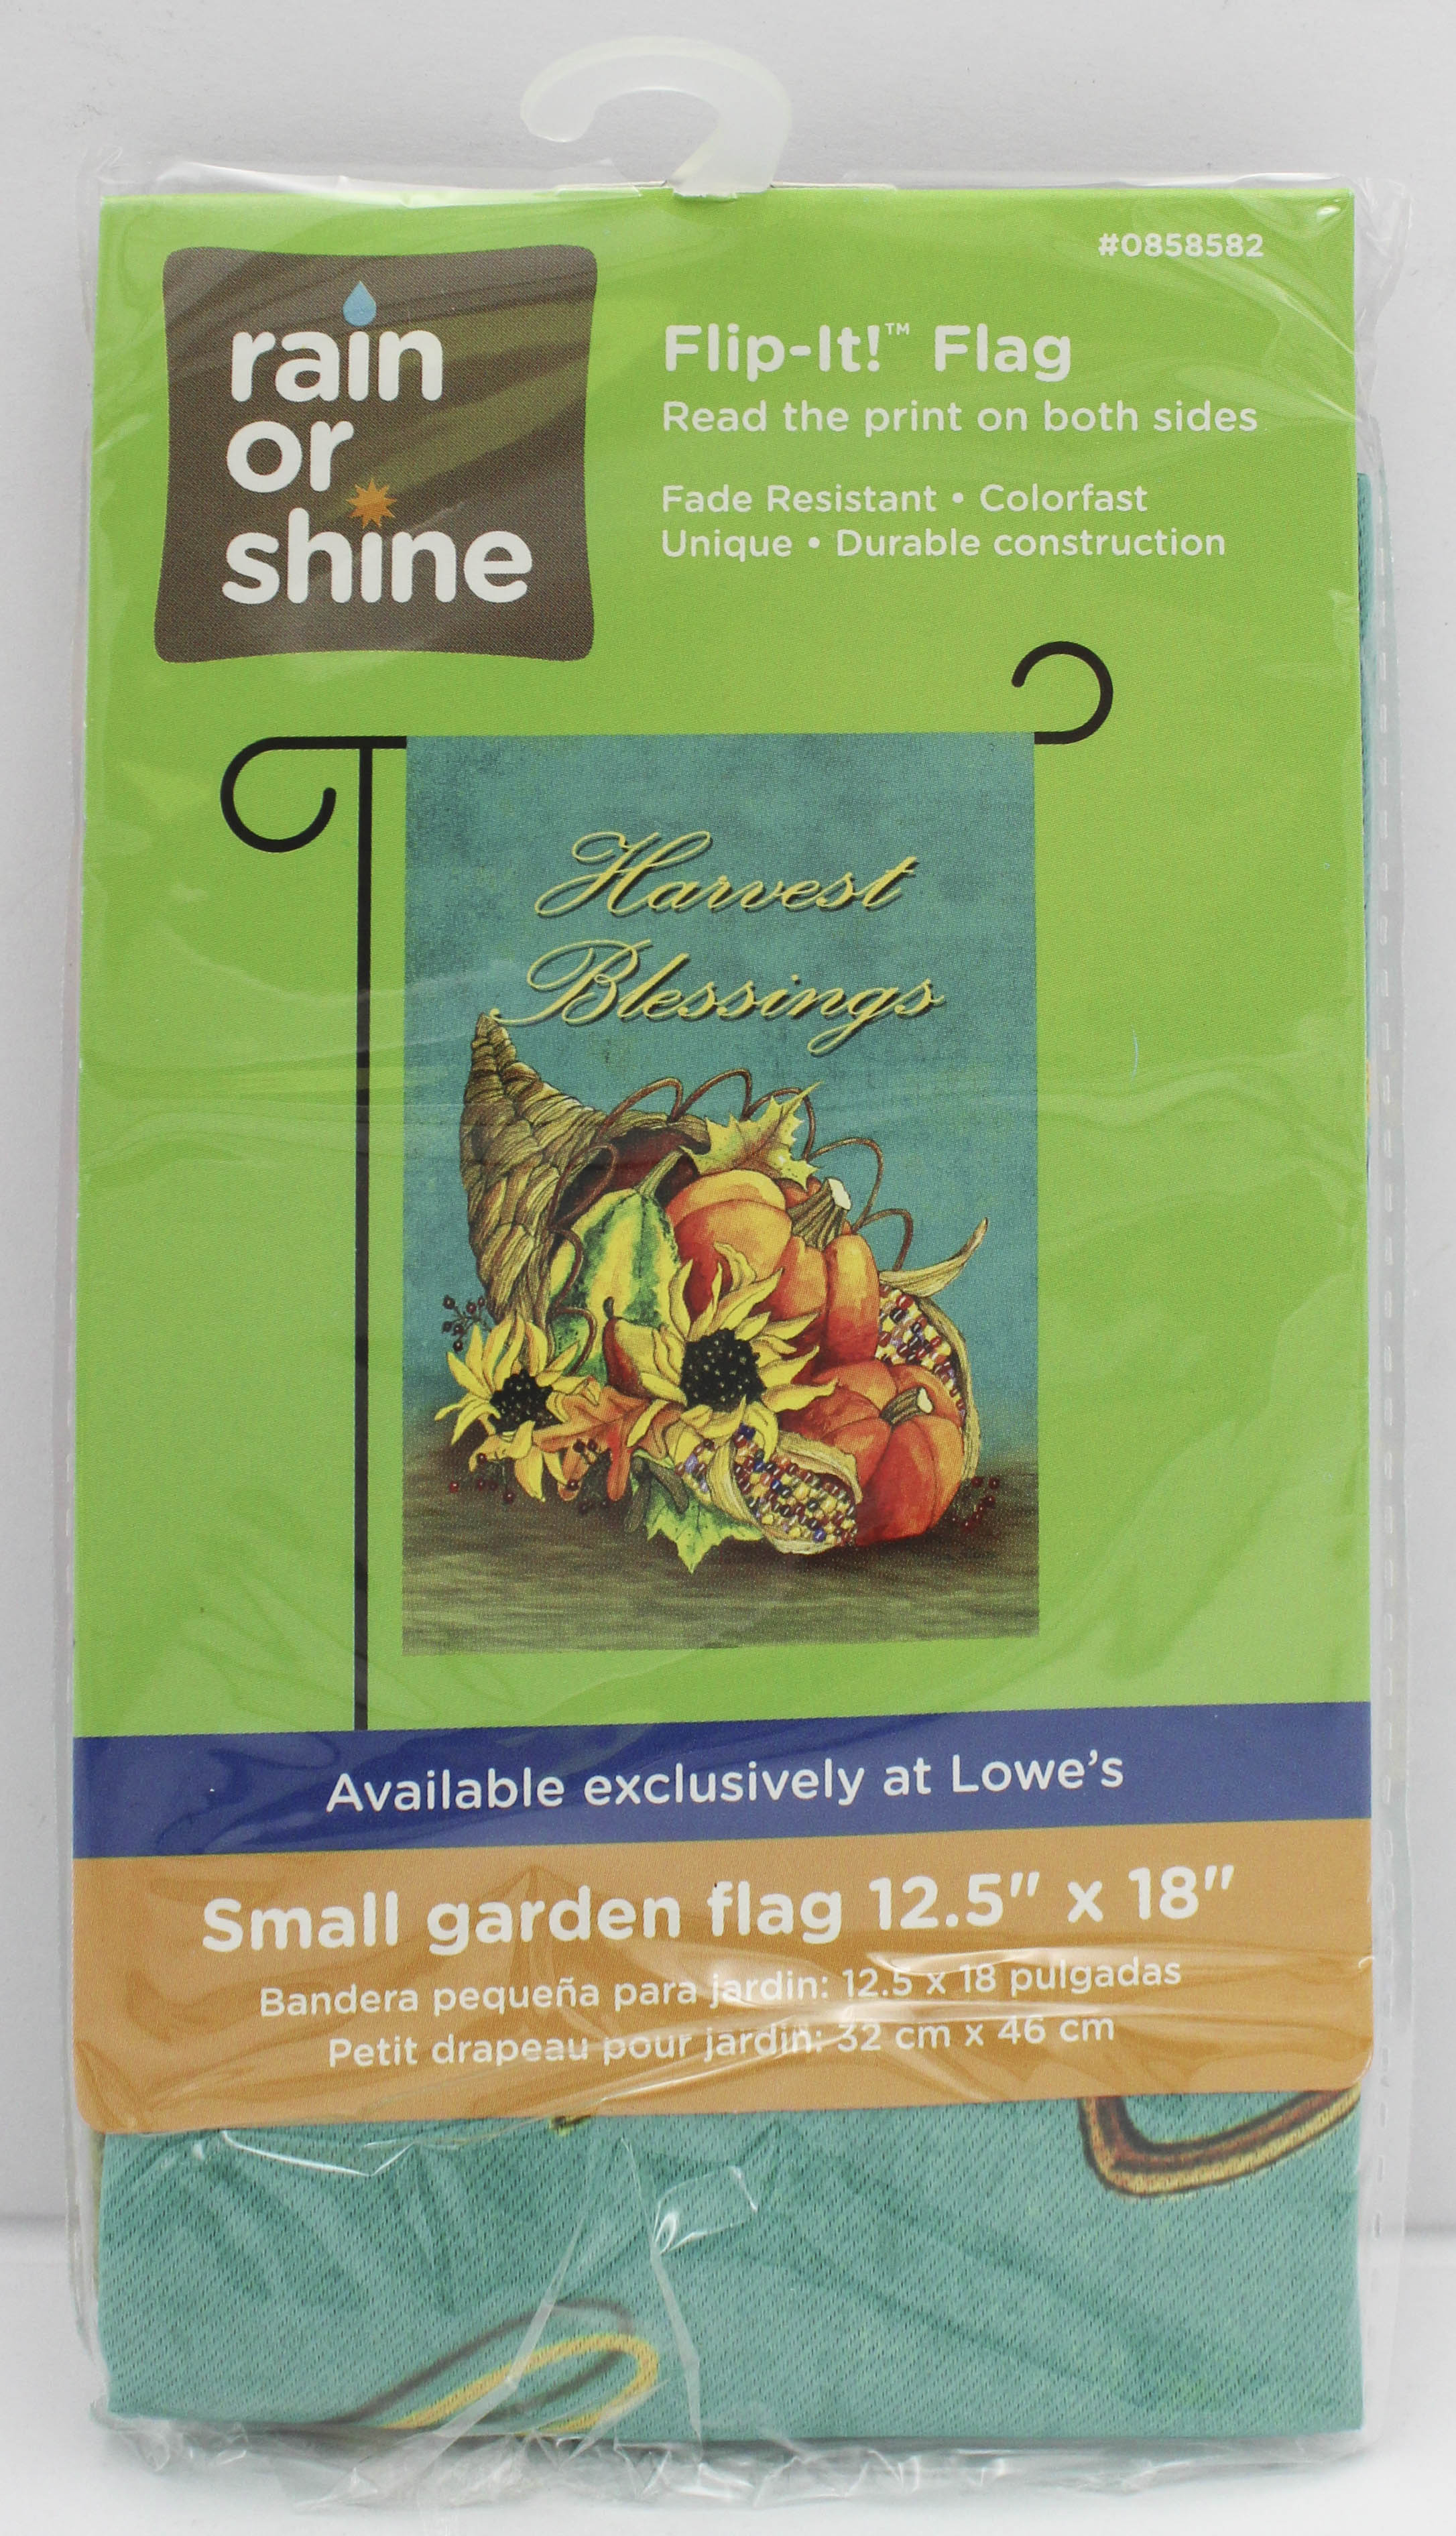 #0858582
rain
or
shine
Flip-It!™ Flag
Read the print on both sides
Fade Resistant • Colorfast
Unique • Durable construction
Harvest
Blessings
Available exclusively at Lowe's
Small garden flag 12.5" x 18"
Bandera pequeña para jardin: 12.5 x 18 pulgadas
Petit drapeau pour jardin: 32 cm x 46 cm